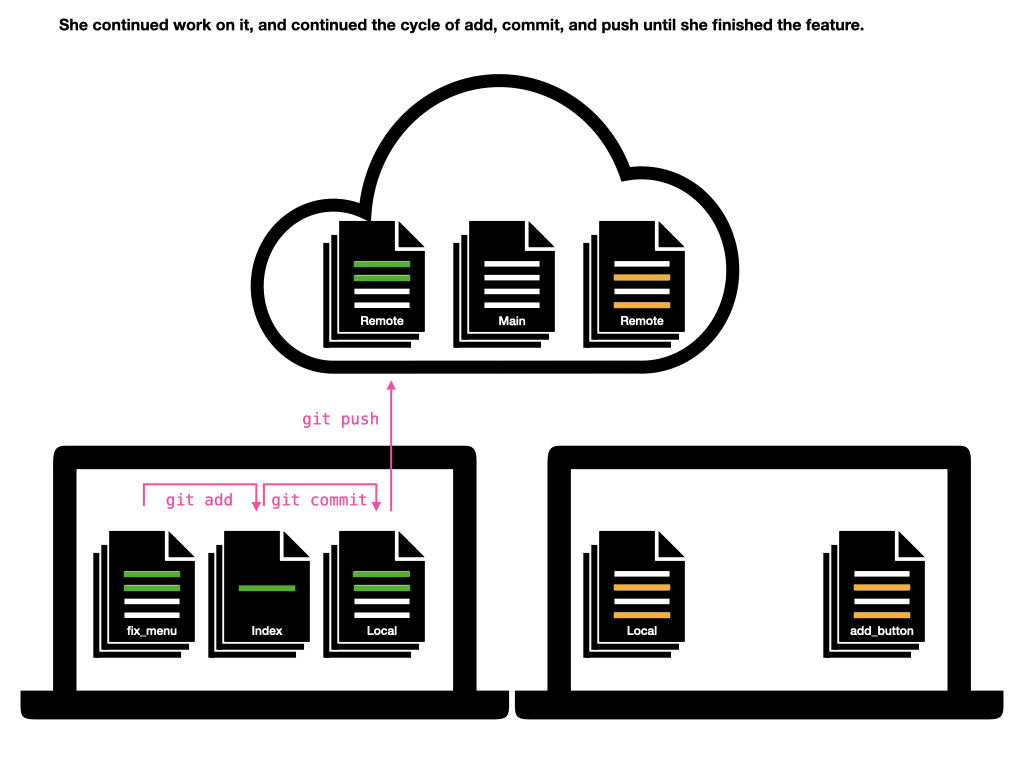 She continued work on it, and continued the cycle of add, commit, and push until she finished the feature.
Remote
Main
Remote
git push
git add
git commit
fix_menu
Index
Local
Local
add_button